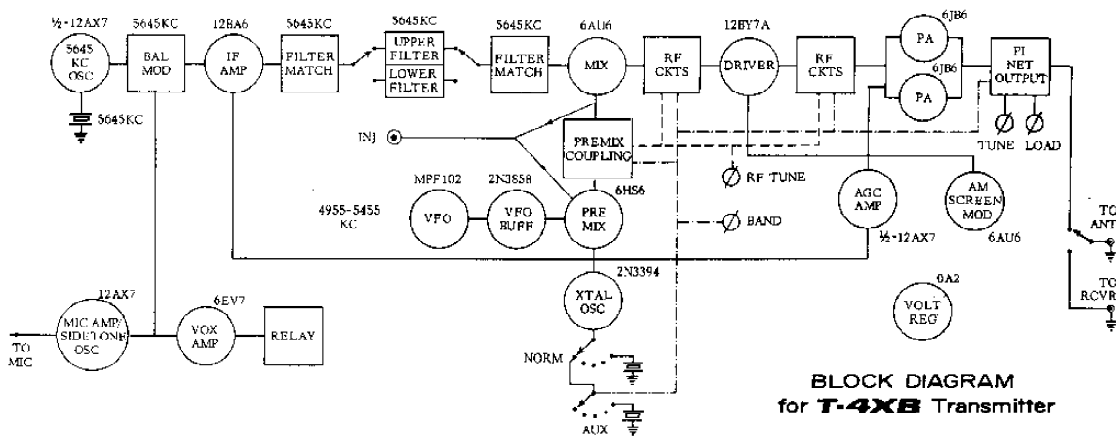 ½-12AX7
5645KC
12BA6
5645KC
5645KC
5645KC
6AU6
12BY7A
6JB6
5645
KC
OSC
BAL
MOD
IF
AMP
FILTER
MATCH
UPPER
FILTER
LOWER
FILTER
FILTER
MATCH
MIX
RF
CKTS
DRIVER
RF
CKTS
PA
6JB6
PA
PI
NET
OUTPUT
5645KC
INJ
PREMIX
COUPLING
TUNE
LOAD
RF TUNE
MPF102
2N3858
6HS6
4955-5455
KC
VFO
VFO
BUFF
PRE
MIX
BAND
AGC
AMP
AM
SCREEN
MOD
½-12AX7
6AU6
TO
ANT
2N3394
XTAL
OSC
0A2
VOLT
REG
TO
RCVR
12AX7
6EV7
MIC AMP/
SIDETONE
OSC
VOX
AMP
RELAY
TO
MIC
NORM
AUX
BLOCK DIAGRAM
for T-4XB Transmitter